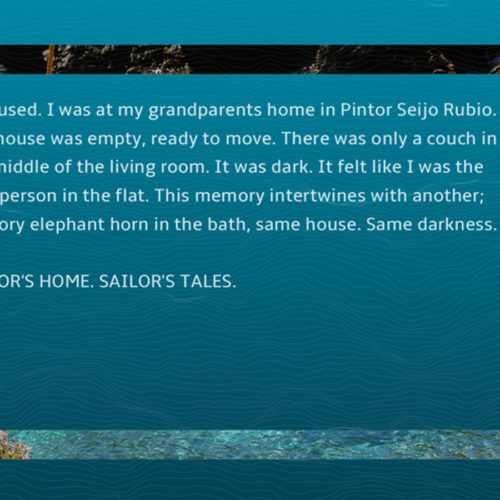 used. I was at my grandparents home in Pintor Seijo Rubio.
house was empty, ready to move. There was only a couch in
middle of the living room. It was dark. It felt like I was the
person in the flat. This memory intertwines with another;
ory elephant horn in the bath, same house. Same darkness.
OR'S HOME. SAILOR'S TALES.